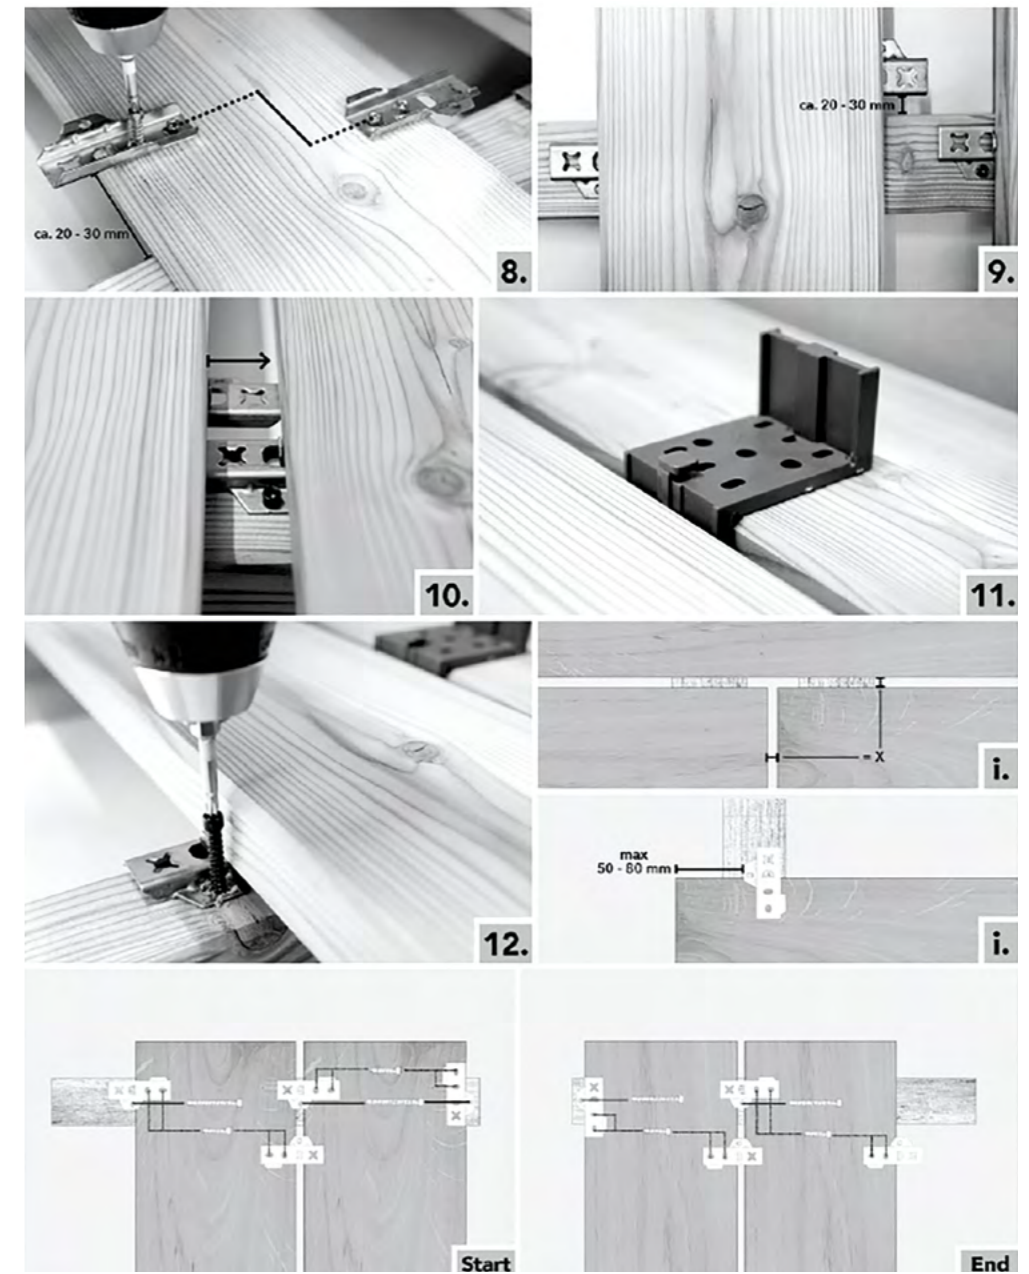 ca. 20 - 30 mm
8.
ca. 20 - 30 mm
9.
10.
11.
12.
= X
i.
max
50 - 80 mm
i.
Start
End